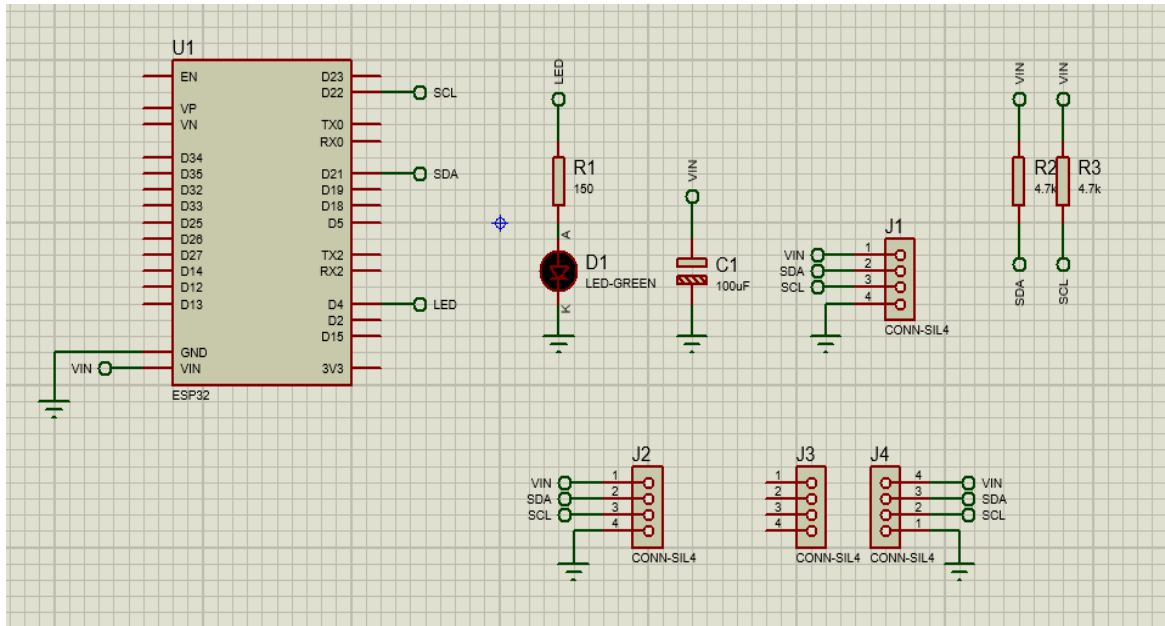 U1
EN
VP
VN
D34
D35
D32
D33
D25
D26
D27
D14
D12
D13
GND
VIN
VIN
ESP32
D23
D22
TX0
RX0
D21
D19
D18
D5
TX2
RX2
D4
D2
D15
3V3
SCL
SDA
LED
LED
R1
150
A
D1
LED-GREEN
K
VIN
C1
100uF
J1
VIN 1
SDA 2
SCL 3
4
CONN-SIL4
VIN VIN
R2 R3
4.7k 4.7k
SDA SCL
J2
VIN 1
SDA 2
SCL 3
4
CONN-SIL4
J3
1
2
3
4
CONN-SIL4
J4
4 VIN
3 SDA
2 SCL
1
CONN-SIL4